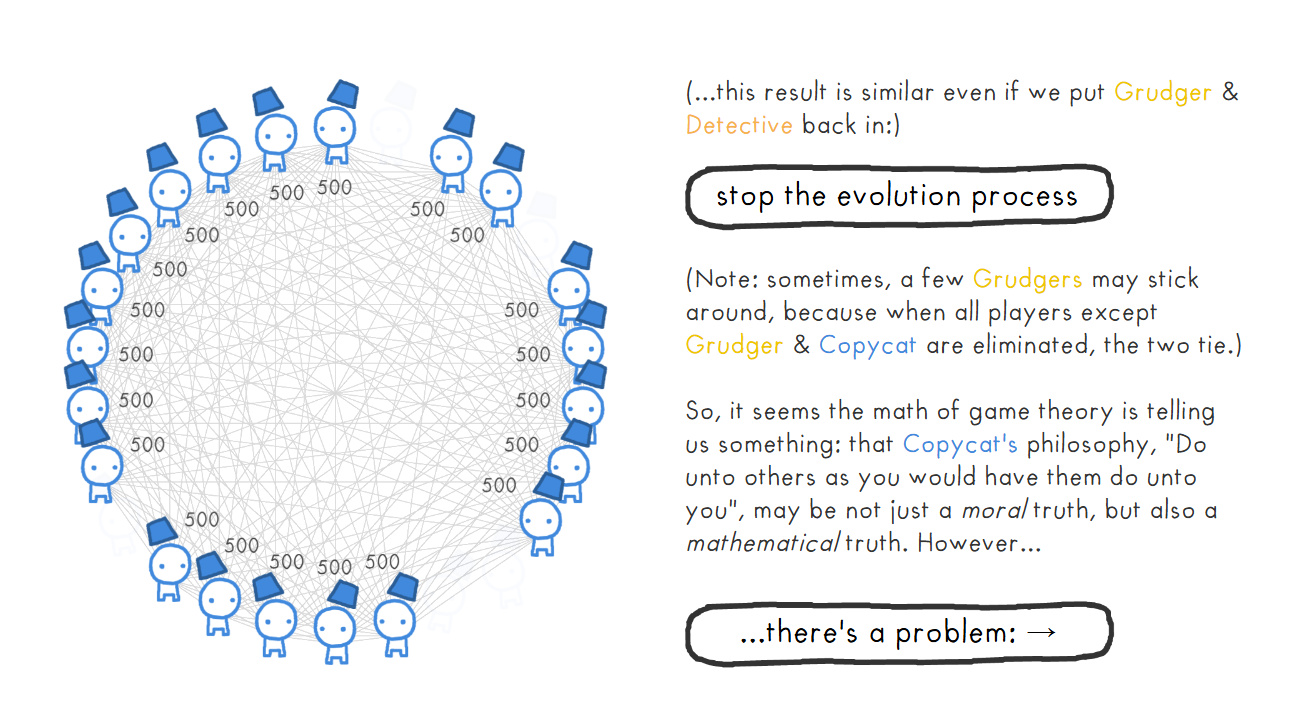 500 500
500 500
500 500
500
500 500
500 500
500 500
500 500
500
500
500
500 500 500
(...this result is similar even if we put Grudger &
Detective back in:)
stop the evolution process
(Note: sometimes, a few Grudgers may stick
around, because when all players except
Grudger & Copycat are eliminated, the two tie.)
So, it seems the math of game theory is telling
us something: that Copycat's philosophy, "Do
unto others as you would have them do unto
you", may be not just a moral truth, but also a
mathematical truth. However...
...there's a problem: →